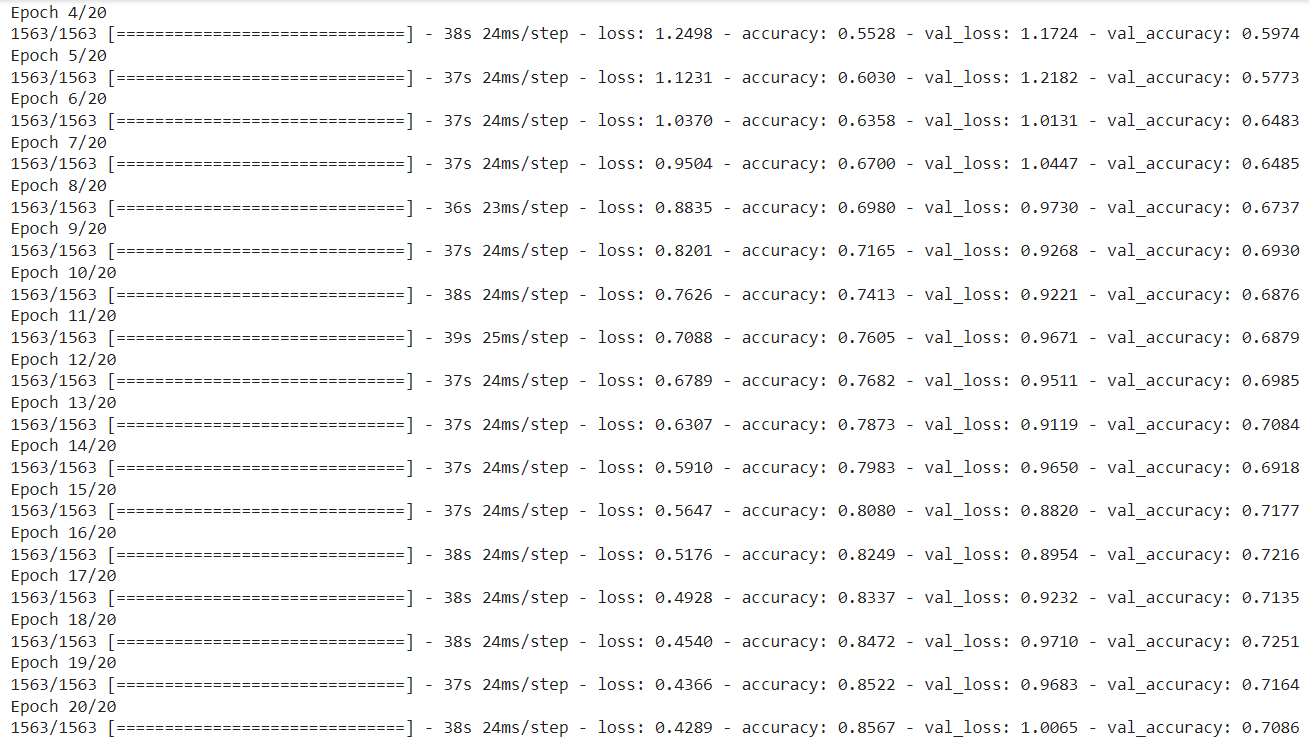 Epoch 4/20
1563/1563 [==============================] - 38s 24ms/step - loss: 1.2498 - accuracy: 0.5528 - val_loss: 1.1724 - val_accuracy: 0.5974
Epoch 5/20
1563/1563 [==============================] - 37s 24ms/step - loss: 1.1231 - accuracy: 0.6030 - val_loss: 1.2182 - val_accuracy: 0.5773
Epoch 6/20
1563/1563 [==============================] - 37s 24ms/step - loss: 1.0370 - accuracy: 0.6358 - val_loss: 1.0131 - val_accuracy: 0.6483
Epoch 7/20
1563/1563 [==============================] - 37s 24ms/step - loss: 0.9504 - accuracy: 0.6700 - val_loss: 1.0447 - val_accuracy: 0.6485
Epoch 8/20
1563/1563 [==============================] - 36s 23ms/step - loss: 0.8835 - accuracy: 0.6980 - val_loss: 0.9730 - val_accuracy: 0.6737
Epoch 9/20
1563/1563 [==============================] - 37s 24ms/step - loss: 0.8201 - accuracy: 0.7165 - val_loss: 0.9268 - val_accuracy: 0.6930
Epoch 10/20
1563/1563 [==============================] - 38s 24ms/step - loss: 0.7626 - accuracy: 0.7413 - val_loss: 0.9221 - val_accuracy: 0.6876
Epoch 11/20
1563/1563 [==============================] - 39s 25ms/step - loss: 0.7088 - accuracy: 0.7605 - val_loss: 0.9671 - val_accuracy: 0.6879
Epoch 12/20
1563/1563 [==============================] - 37s 24ms/step - loss: 0.6789 - accuracy: 0.7682 - val_loss: 0.9511 - val_accuracy: 0.6985
Epoch 13/20
1563/1563 [==============================] - 37s 24ms/step - loss: 0.6307 - accuracy: 0.7873 - val_loss: 0.9119 - val_accuracy: 0.7084
Epoch 14/20
1563/1563 [==============================] - 37s 24ms/step - loss: 0.5910 - accuracy: 0.7983 - val_loss: 0.9650 - val_accuracy: 0.6918
Epoch 15/20
1563/1563 [==============================] - 37s 24ms/step - loss: 0.5647 - accuracy: 0.8080 - val_loss: 0.8820 - val_accuracy: 0.7177
Epoch 16/20
1563/1563 [==============================] - 38s 24ms/step - loss: 0.5176 - accuracy: 0.8249 - val_loss: 0.8954 - val_accuracy: 0.7216
Epoch 17/20
1563/1563 [==============================] - 38s 24ms/step - loss: 0.4928 - accuracy: 0.8337 - val_loss: 0.9232 - val_accuracy: 0.7135
Epoch 18/20
1563/1563 [==============================] - 38s 24ms/step - loss: 0.4540 - accuracy: 0.8472 - val_loss: 0.9710 - val_accuracy: 0.7251
Epoch 19/20
1563/1563 [==============================] - 37s 24ms/step - loss: 0.4366 - accuracy: 0.8522 - val_loss: 0.9683 - val_accuracy: 0.7164
Epoch 20/20
1563/1563 [==============================] - 38s 24ms/step - loss: 0.4289 - accuracy: 0.8567 - val_loss: 1.0065 - val_accuracy: 0.7086